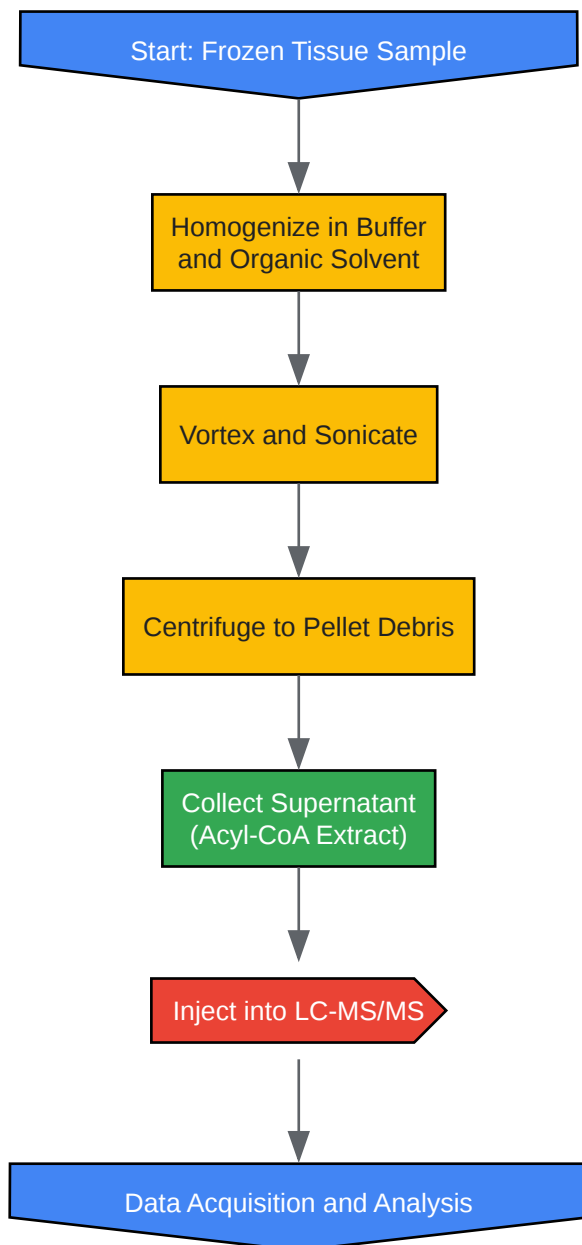 Start: Frozen Tissue Sample
Homogenize in Buffer
and Organic Solvent
Vortex and Sonicate
Centrifuge to Pellet Debris
Collect Supernatant
(Acyl-CoA Extract)
Inject into LC-MS/MS
Data Acquisition and Analysis